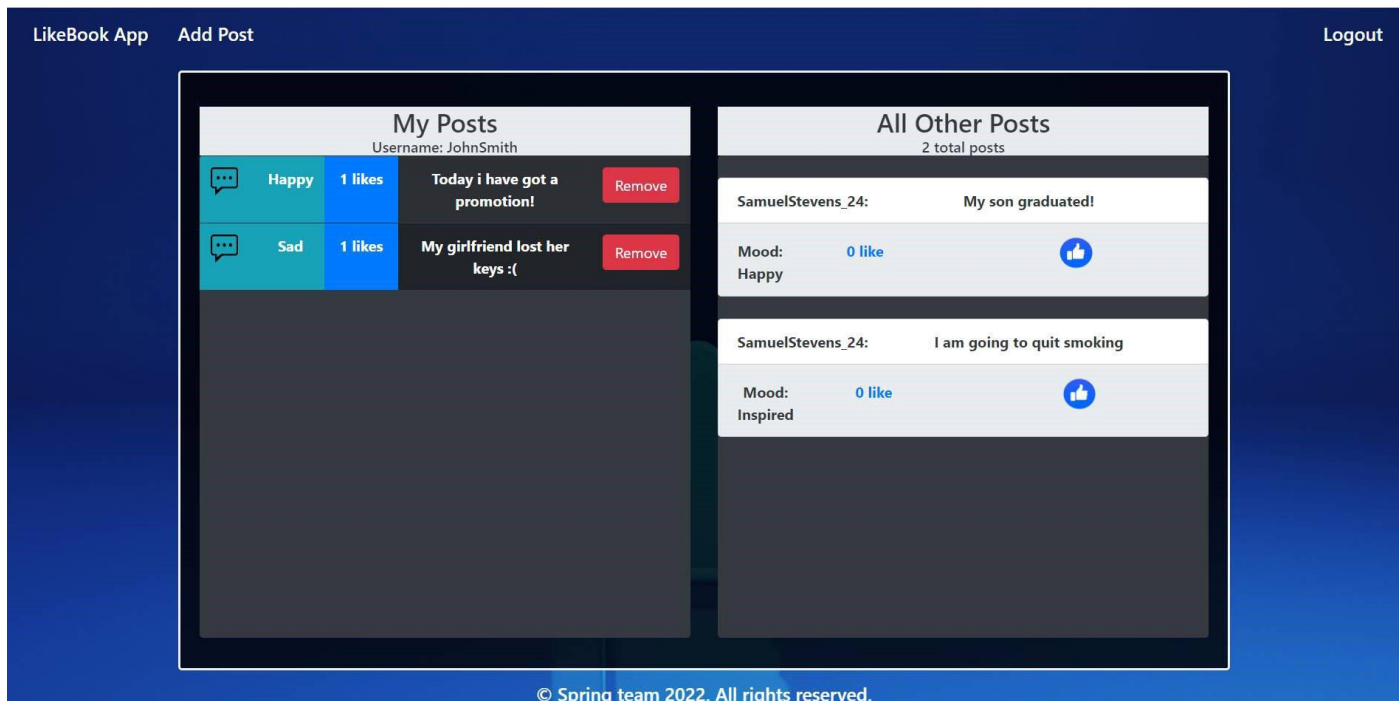 LikeBook App Add Post Logout
My Posts
Username: JohnSmith
Happy 1 likes Today i have got a promotion! Remove
Sad 1 likes My girlfriend lost her keys :( Remove
All Other Posts
2 total posts
SamuelStevens_24: My son graduated!
Mood: 0 like
Happy
SamuelStevens_24: I am going to quit smoking
Mood: 0 like
Inspired
© Spring team 2022. All rights reserved.